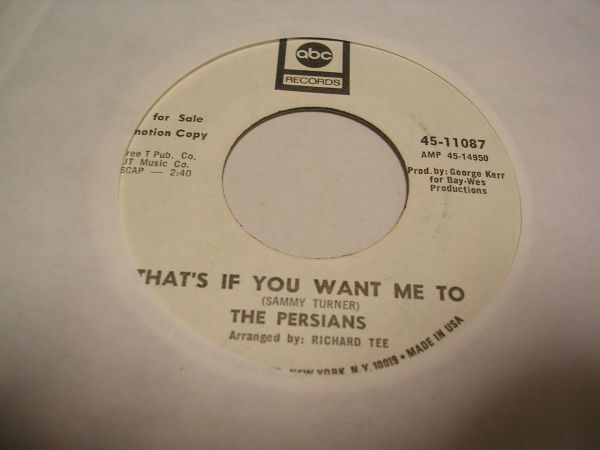 abc
RECORDS
for Sale
motion Copy
ree T Pub. Co.
JT Music Co.
SCAP — 2:40
45-11087
AMP 45-14950
Prod. by: George Kerr
for Bay-Wes
Productions
THAT'S IF YOU WANT ME TO
(SAMMY TURNER)
THE PERSIANS
Arranged by: RICHARD TEE
NEW YORK, N.Y. 10019 • MADE IN USA